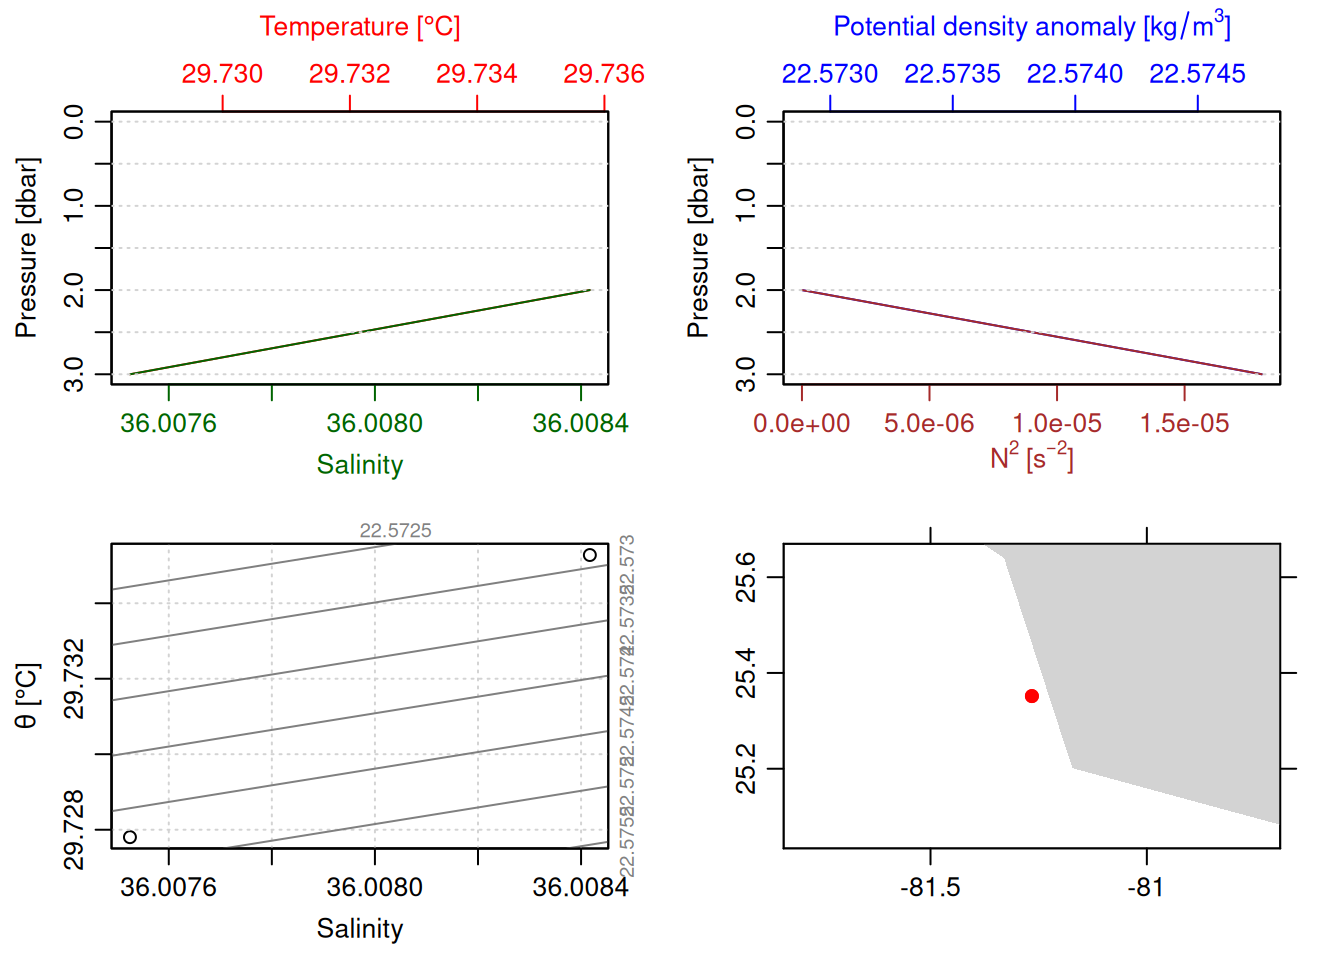 Temperature [°C]
29.730 29.732 29.734 29.736
Pressure [dbar]
0.0
1.0
2.0
3.0
36.0076 36.0080 36.0084
Salinity
Potential density anomaly [kg/m³]
22.5730 22.5735 22.5740 22.5745
Pressure [dbar]
0.0
1.0
2.0
3.0
0.0e+00 5.0e-06 1.0e-05 1.5e-05
N² [s⁻²]
22.5725
22.573
θ [°C]
29.732
29.728
36.0076 36.0080 36.0084
Salinity
25.6
25.4
25.2
-81.5 -81